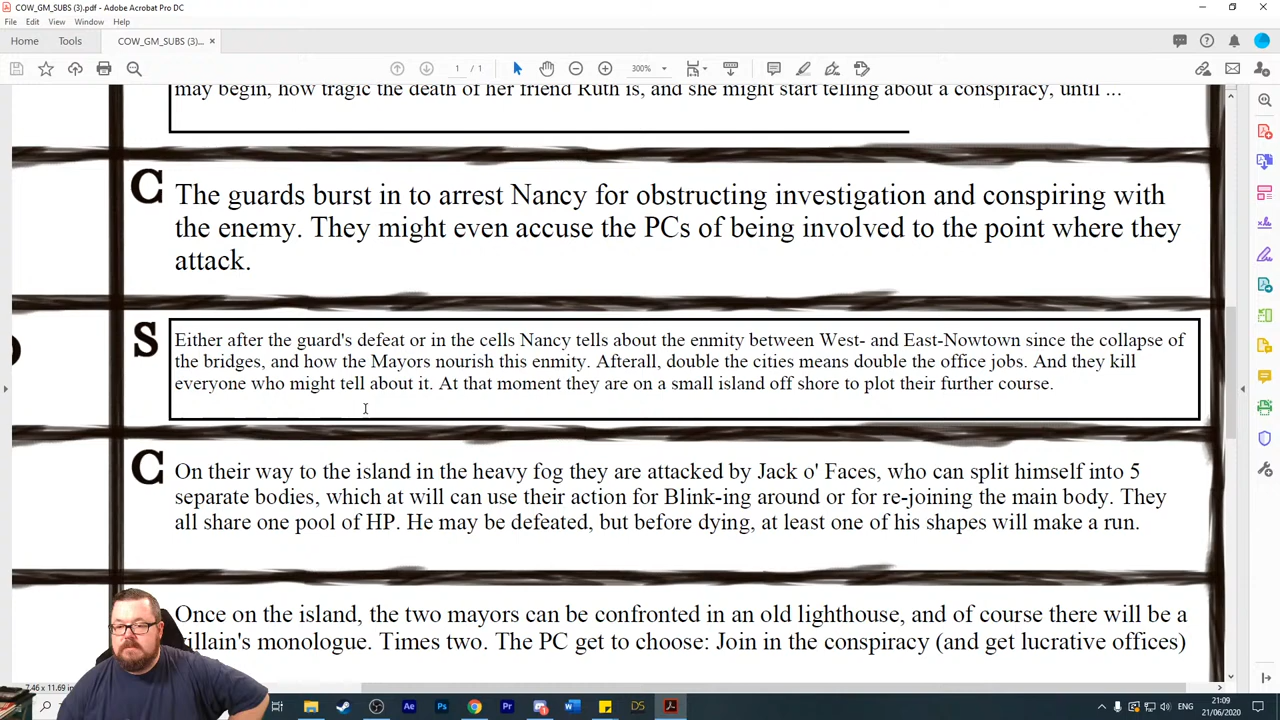 COW_GM_SUBS (3).pdf - Adobe Acrobat Pro DC
File Edit View Window Help
Home Tools COW_GM_SUBS (3)... ×
1 / 1 300%
may begin, how tragic the death of her friend Ruth is, and she might start telling about a conspiracy, until ...
C
The guards burst in to arrest Nancy for obstructing investigation and conspiring with
the enemy. They might even accuse the PCs of being involved to the point where they
attack.
S
Either after the guard's defeat or in the cells Nancy tells about the enmity between West- and East-Nowtown since the collapse of
the bridges, and how the Mayors nourish this enmity. Afterall, double the cities means double the office jobs. And they kill
everyone who might tell about it. At that moment they are on a small island off shore to plot their further course.
C
On their way to the island in the heavy fog they are attacked by Jack o' Faces, who can split himself into 5
separate bodies, which at will can use their action for Blink-ing around or for re-joining the main body. They
all share one pool of HP. He may be defeated, but before dying, at least one of his shapes will make a run.
Once on the island, the two mayors can be confronted in an old lighthouse, and of course there will be a
villain's monologue. Times two. The PC get to choose: Join in the conspiracy (and get lucrative offices)
7.46 x 11.69 in
Ae Ps Pr DS
ENG
21:09
21/06/2020